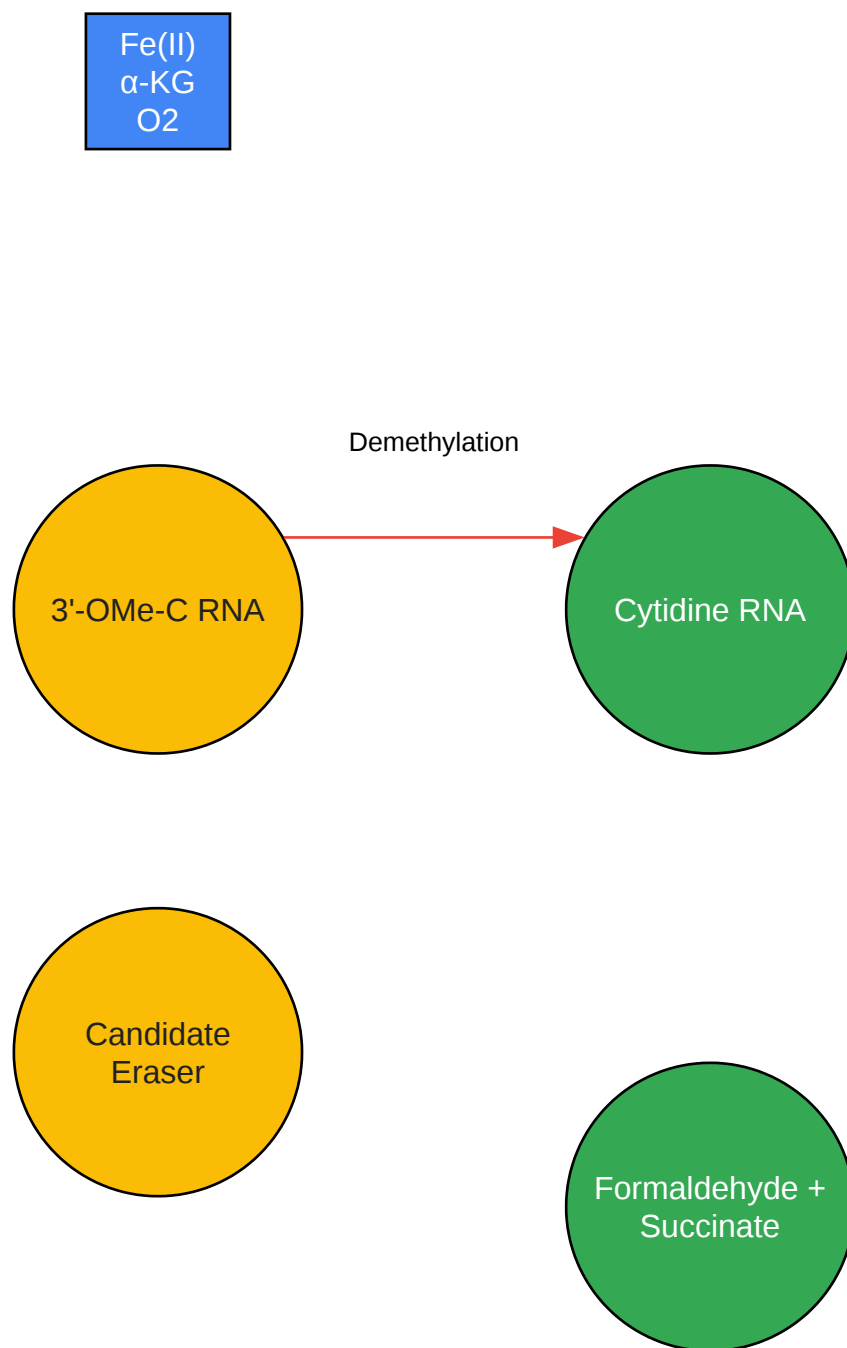 Fe(II)
α-KG
O2
Demethylation
3'-OMe-C RNA
Cytidine RNA
Candidate
Eraser
Formaldehyde +
Succinate